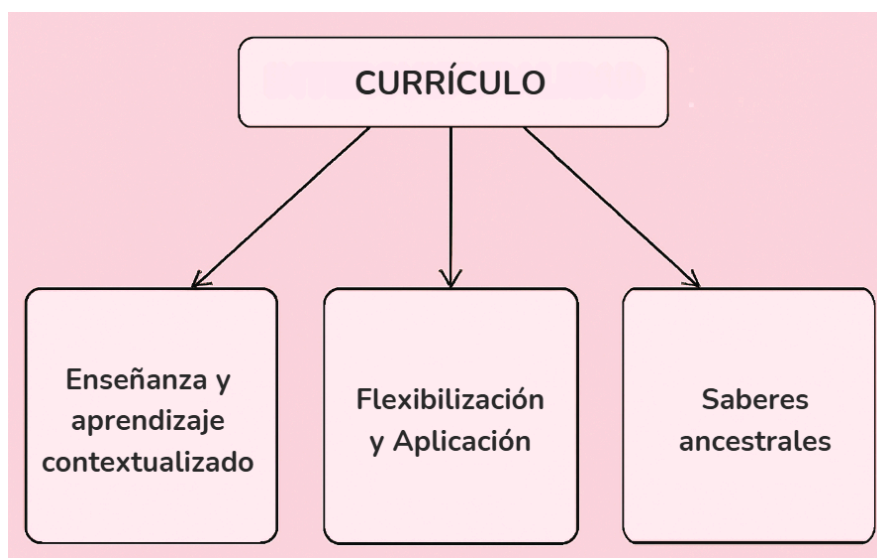 CURRÍCULO
Enseñanza y
aprendizaje
contextualizado
Flexibilización
y Aplicación
Saberes
ancestrales